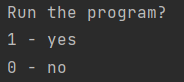 Run the program?
1 - yes
0 - no